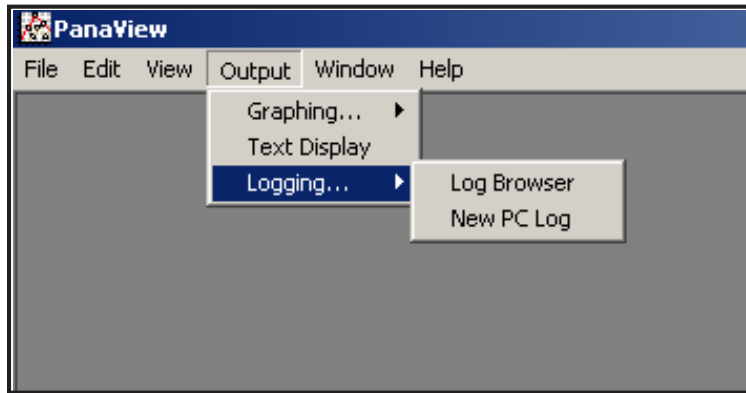 PanaView
File Edit View Output Window Help
Graphing...
Text Display
Logging...
Log Browser
New PC Log